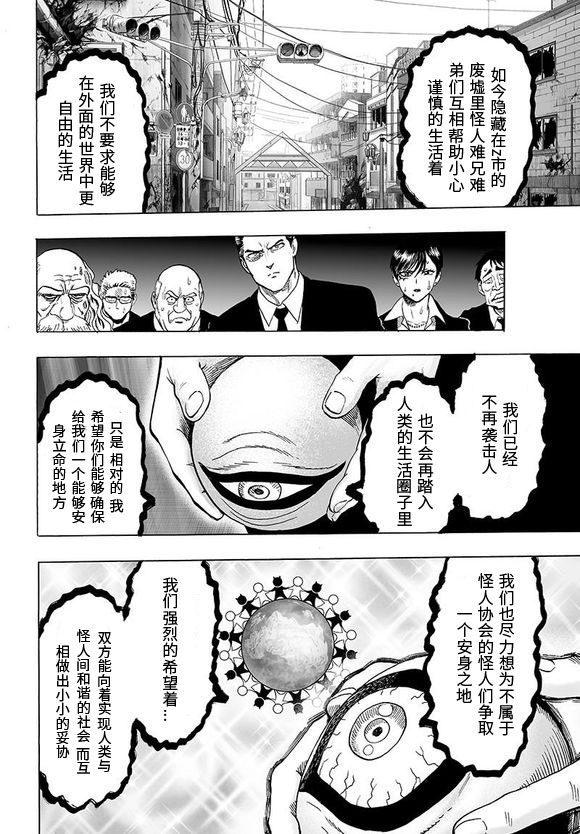 如今隐藏在Z市的
废墟里怪人难兄难
弟们互相帮助小心
谨慎的生活着
我们不要求能够
在外面的世界中更
自由的生活
30
我们已经
不再袭击人
也不会再踏入
人类的生活圈子里
只是 相对的 我
希望你们能够确保
给我们一个能够安
身立命的地方
我们也尽力想为不属于
怪人协会的怪人们争取
一个安身之地
我们
强烈的希望着…
双方能向着实现人类与
怪人间和谐的社会 而互
相做出小小的妥协